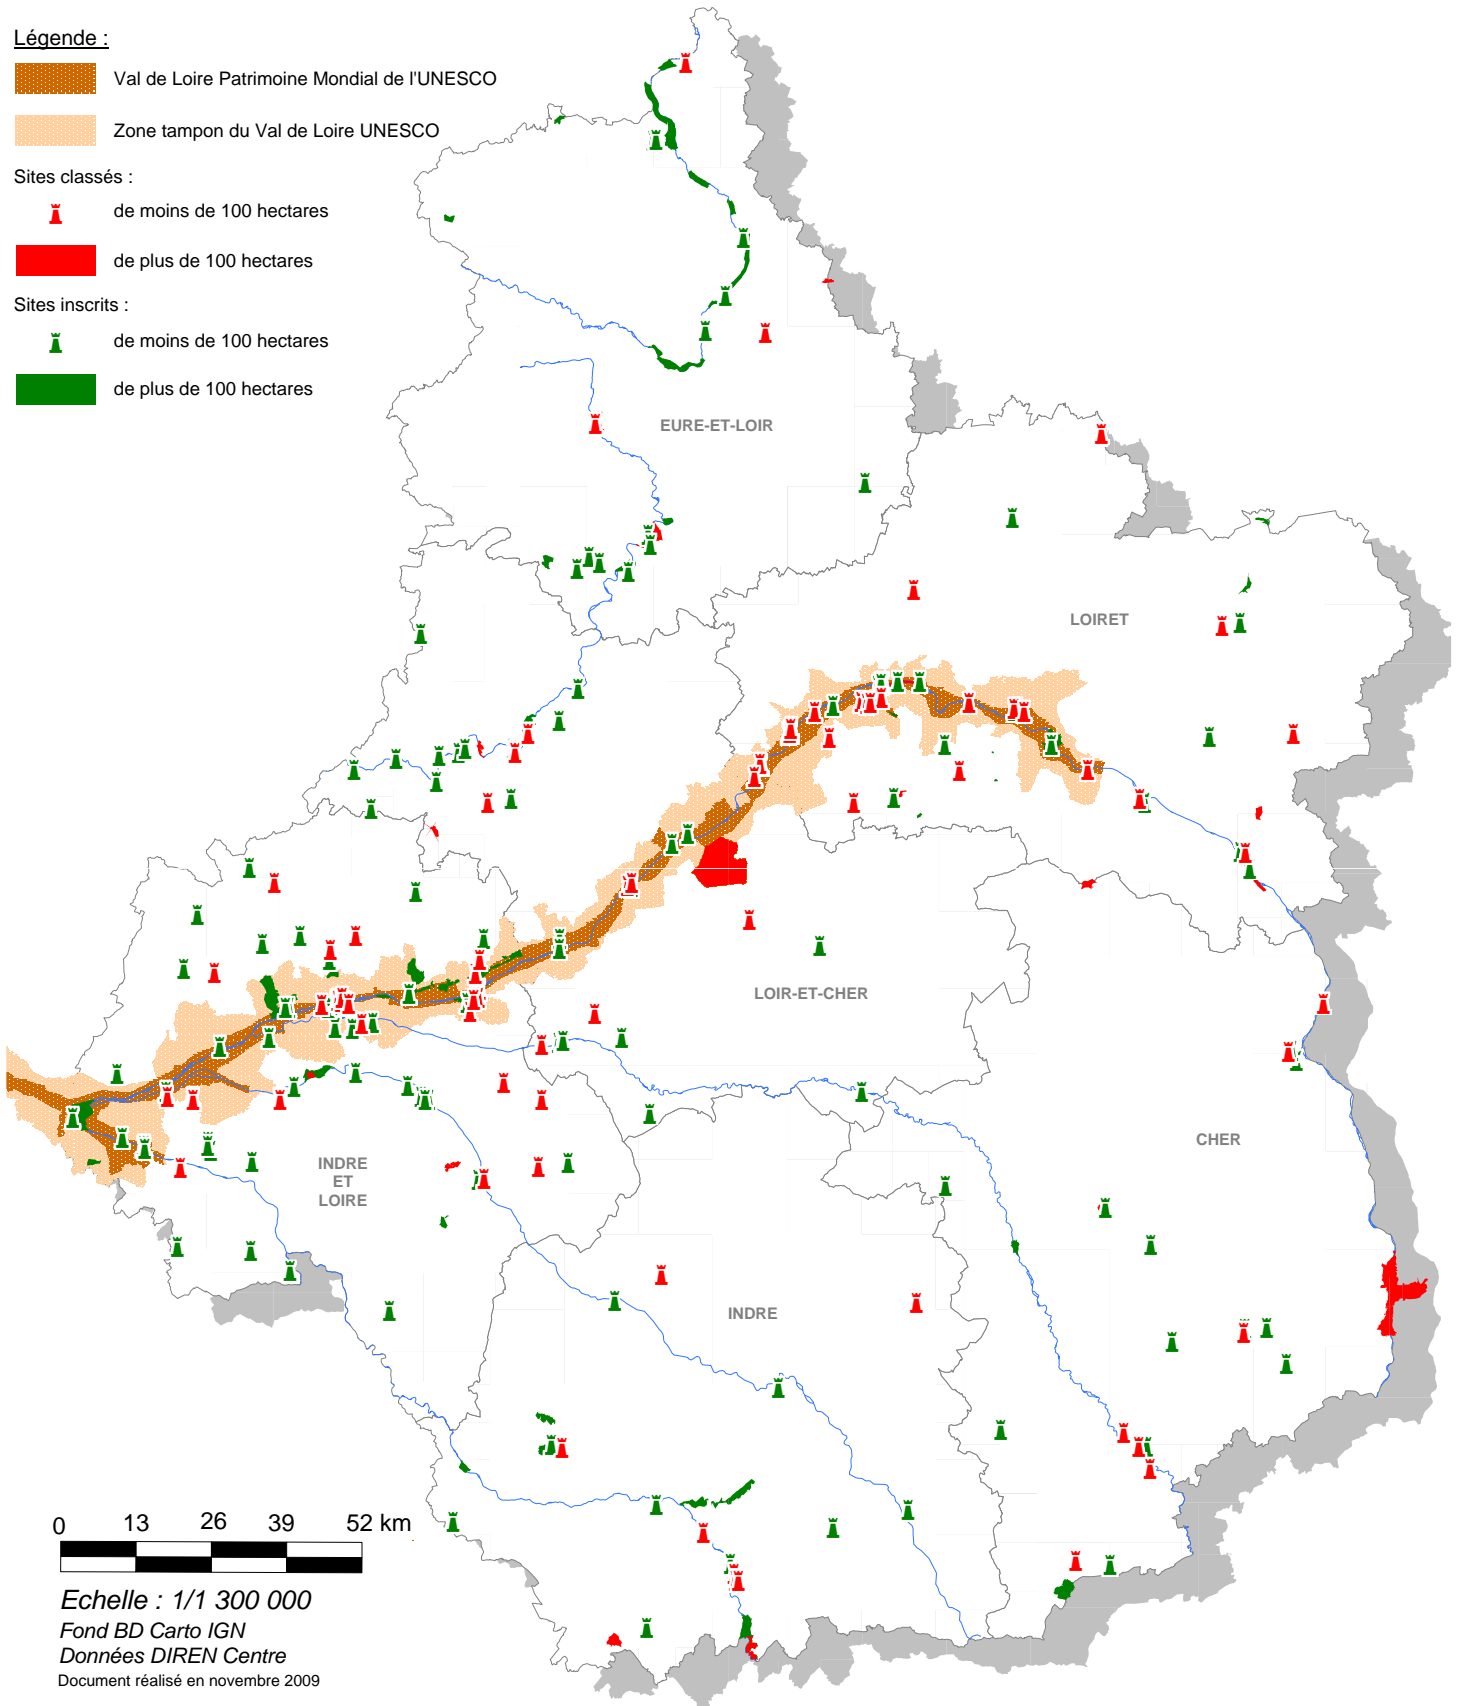 Légende :
Val de Loire Patrimoine Mondial de l'UNESCO
Zone tampon du Val de Loire UNESCO
Sites classés :
de moins de 100 hectares
de plus de 100 hectares
Sites inscrits :
de moins de 100 hectares
de plus de 100 hectares
EURE-ET-LOIR
LOIRET
LOIR-ET-CHER
CHER
INDRE
ET
LOIRE
INDRE
0 13 26 39 52 km
Echelle : 1/1 300 000
Fond BD Carto IGN
Données DIREN Centre
Document réalisé en novembre 2009